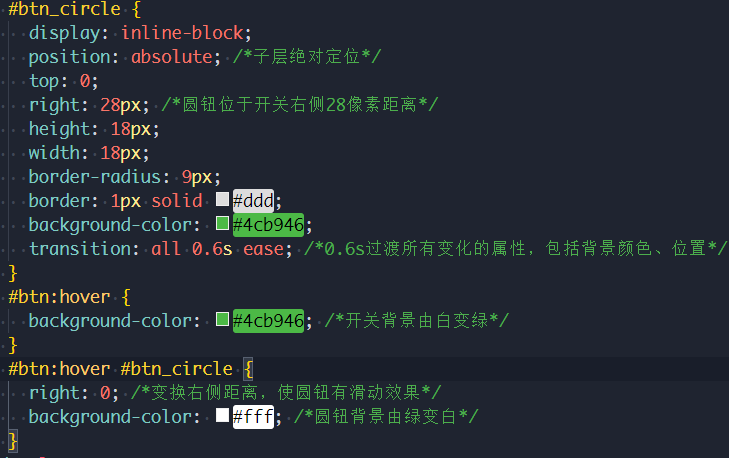 #btn_circle {
display: inline-block;
position: absolute; /*子层绝对定位*/
top: 0;
right: 28px; /*圆钮位于开关右侧28像素距离*/
height: 18px;
width: 18px;
border-radius: 9px;
border: 1px solid #ddd;
background-color: #4cb946;
transition: all 0.6s ease; /*0.6s过渡所有变化的属性，包括背景颜色、位置*/
}
#btn:hover {
background-color: #4cb946; /*开关背景由白变绿*/
}
#btn:hover #btn_circle {
right: 0; /*变换右侧距离，使圆钮有滑动效果*/
background-color: #fff; /*圆钮背景由绿变白*/
}